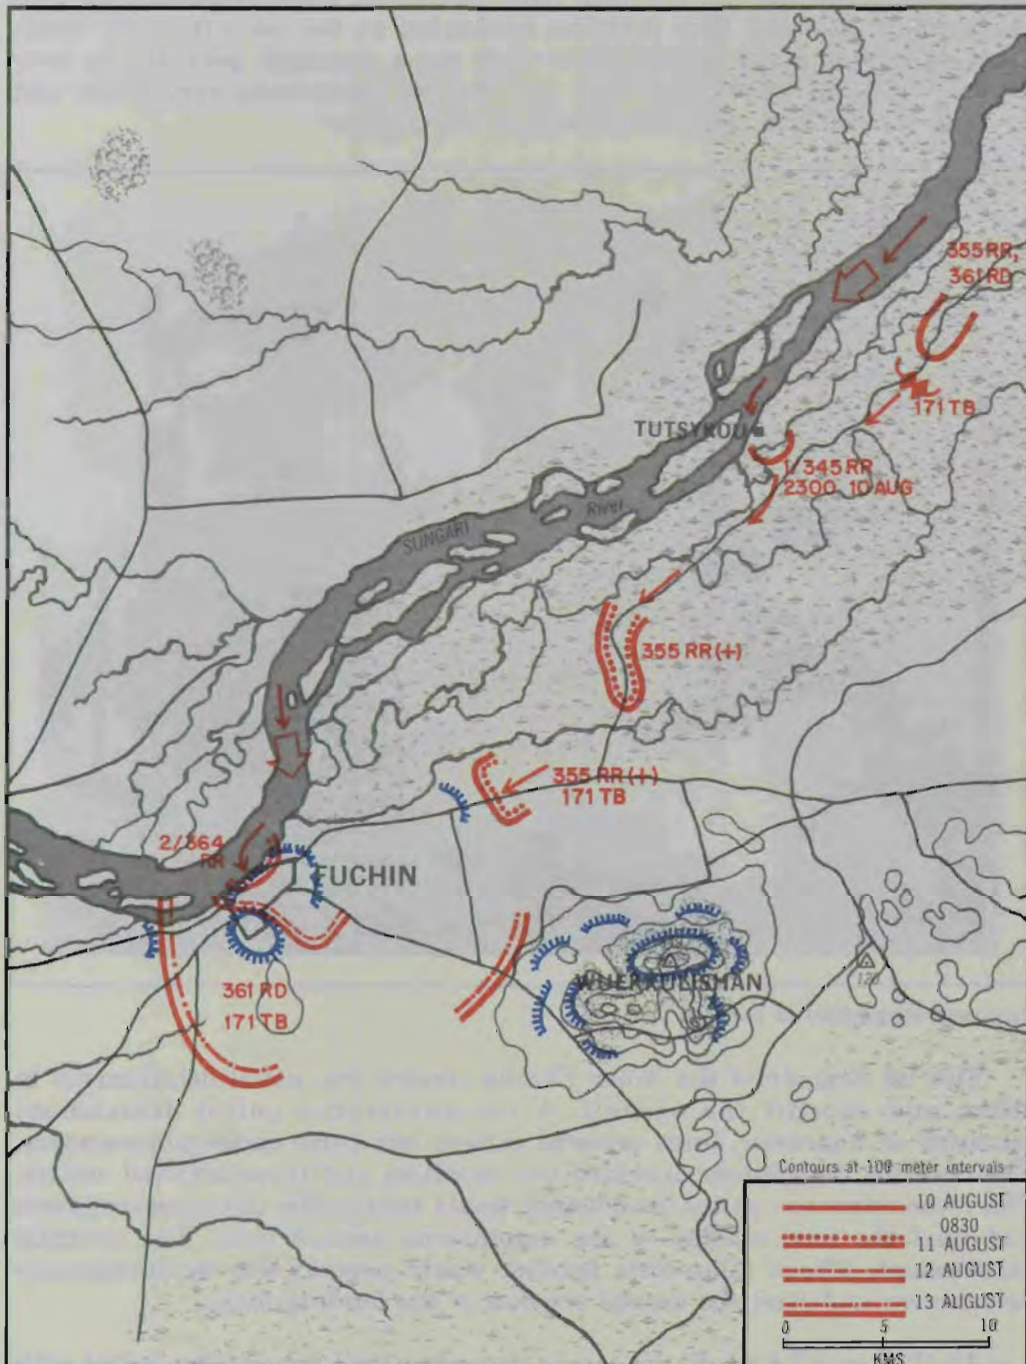 355 RR,
361 RD
171 TB
TUTSYKOU
1/345 RR
2300 10 AUG
SUNGARI
River
355 RR (+)
355 RR (+)
171 TB
2/364
RR
FUCHIN
WUERKULISHAN
361 RD
171 TB
Contours at 100 meter intervals
10 AUGUST
0830
11 AUGUST
12 AUGUST
13 AUGUST
0 5 10
KMS